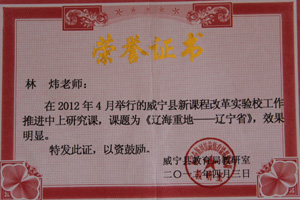 荣誉证书
林 炜老师：
在2012年4月举行的威宁县新课程改革实验校工作
推进中上研究课，课题为《辽海重地——辽宁省》，效果
明显。
特发此证，以资鼓励。
威宁县教育局教研室
二〇一二年四月三日